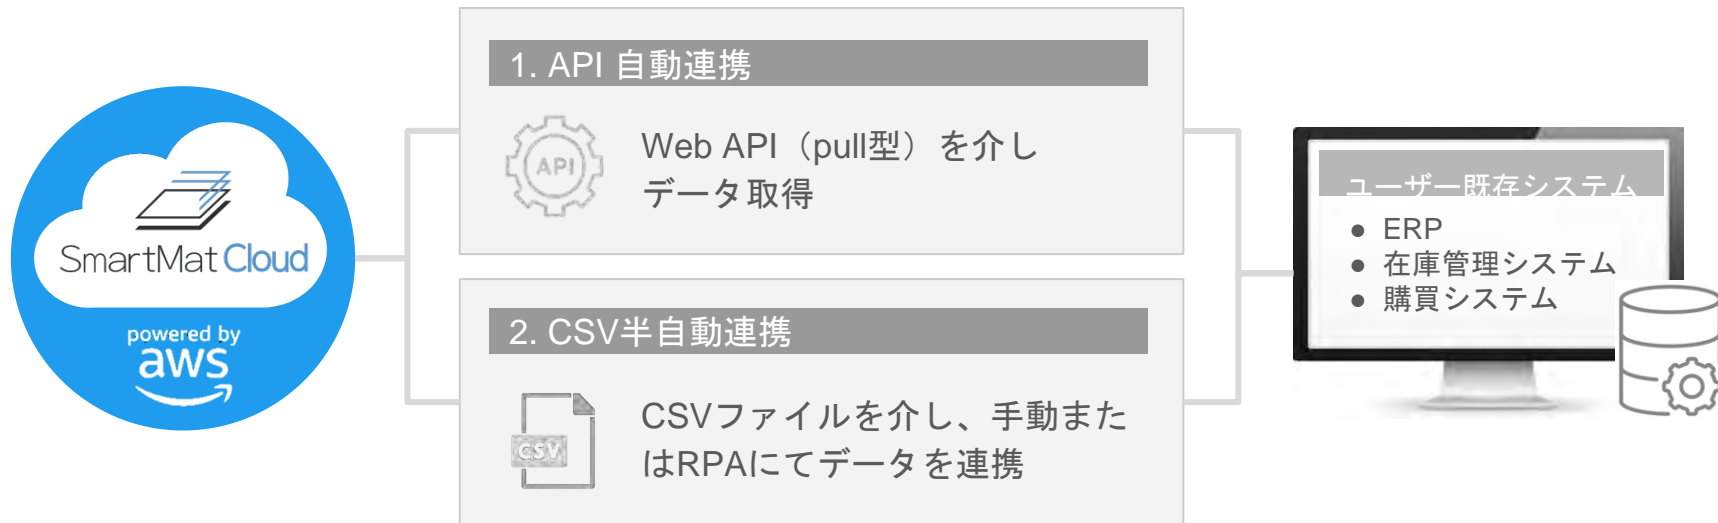 SmartMat Cloud
powered by
aws
1. API 自動連携
API
Web API（pull型）を介し
データ取得
2. CSV半自動連携
CSV
CSVファイルを介し、手動また
はRPAにてデータを連携
ユーザー既存システム
● ERP
● 在庫管理システム
● 購買システム